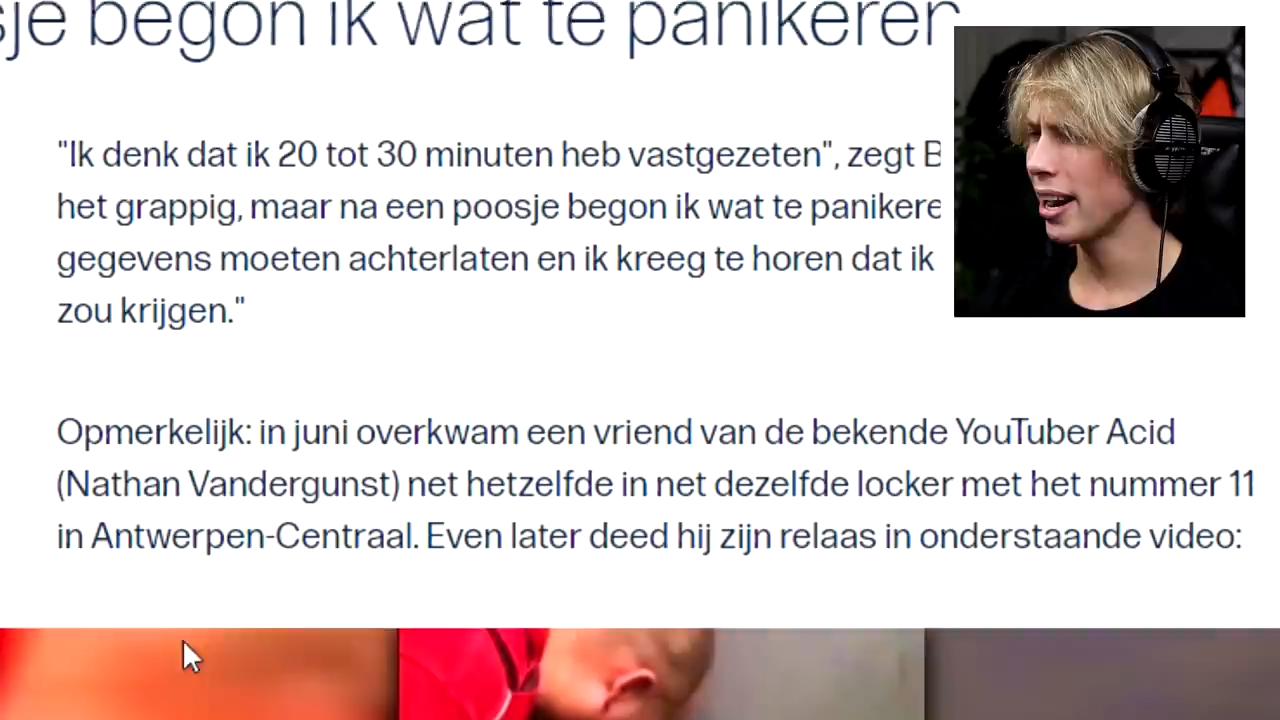 sje begon ik wat te panikeren
"Ik denk dat ik 20 tot 30 minuten heb vastgezeten", zegt B
het grappig, maar na een poosje begon ik wat te panikere
gegevens moeten achterlaten en ik kreeg te horen dat ik
zou krijgen."
Opmerkelijk: in juni overkwam een vriend van de bekende YouTuber Acid
(Nathan Vandergunst) net hetzelfde in net dezelfde locker met het nummer 11
in Antwerpen-Centraal. Even later deed hij zijn relaas in onderstaande video: